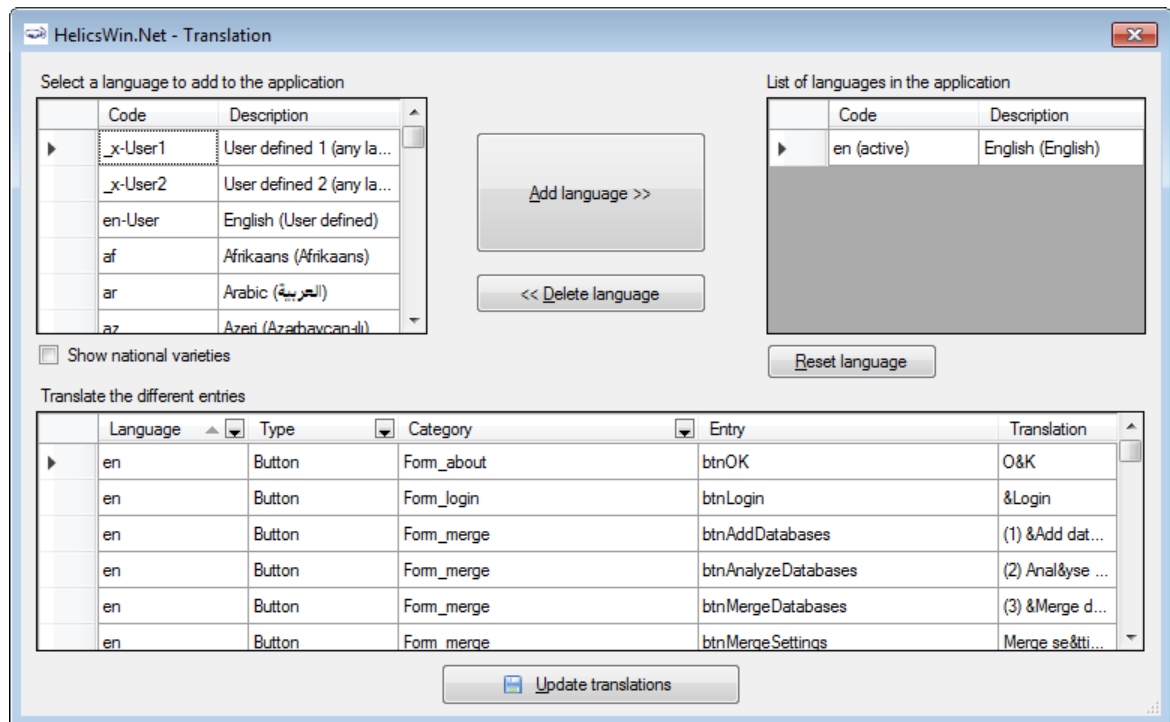 HelicsWin.Net - Translation
Select a language to add to the application
Code Description
_x-User1 User defined 1 (any la...
_x-User2 User defined 2 (any la...
en-User English (User defined)
af Afrikaans (Afrikaans)
ar Arabic (العربية)
az Azeri (Azərbaycan­ılı)
Show national varieties
Add language >>
<< Delete language
List of languages in the application
Code Description
en (active) English (English)
Reset language
Translate the different entries
Language Type Category Entry Translation
en Button Form_about btnOK O&K
en Button Form_login btnLogin &Login
en Button Form_merge btnAddDatabases (1) &Add dat...
en Button Form_merge btnAnalyzeDatabases (2) Anal&yse ...
en Button Form_merge btnMergeDatabases (3) &Merge d...
en Button Form_merge btnMergeSettings Merge se&tti...
Update translations